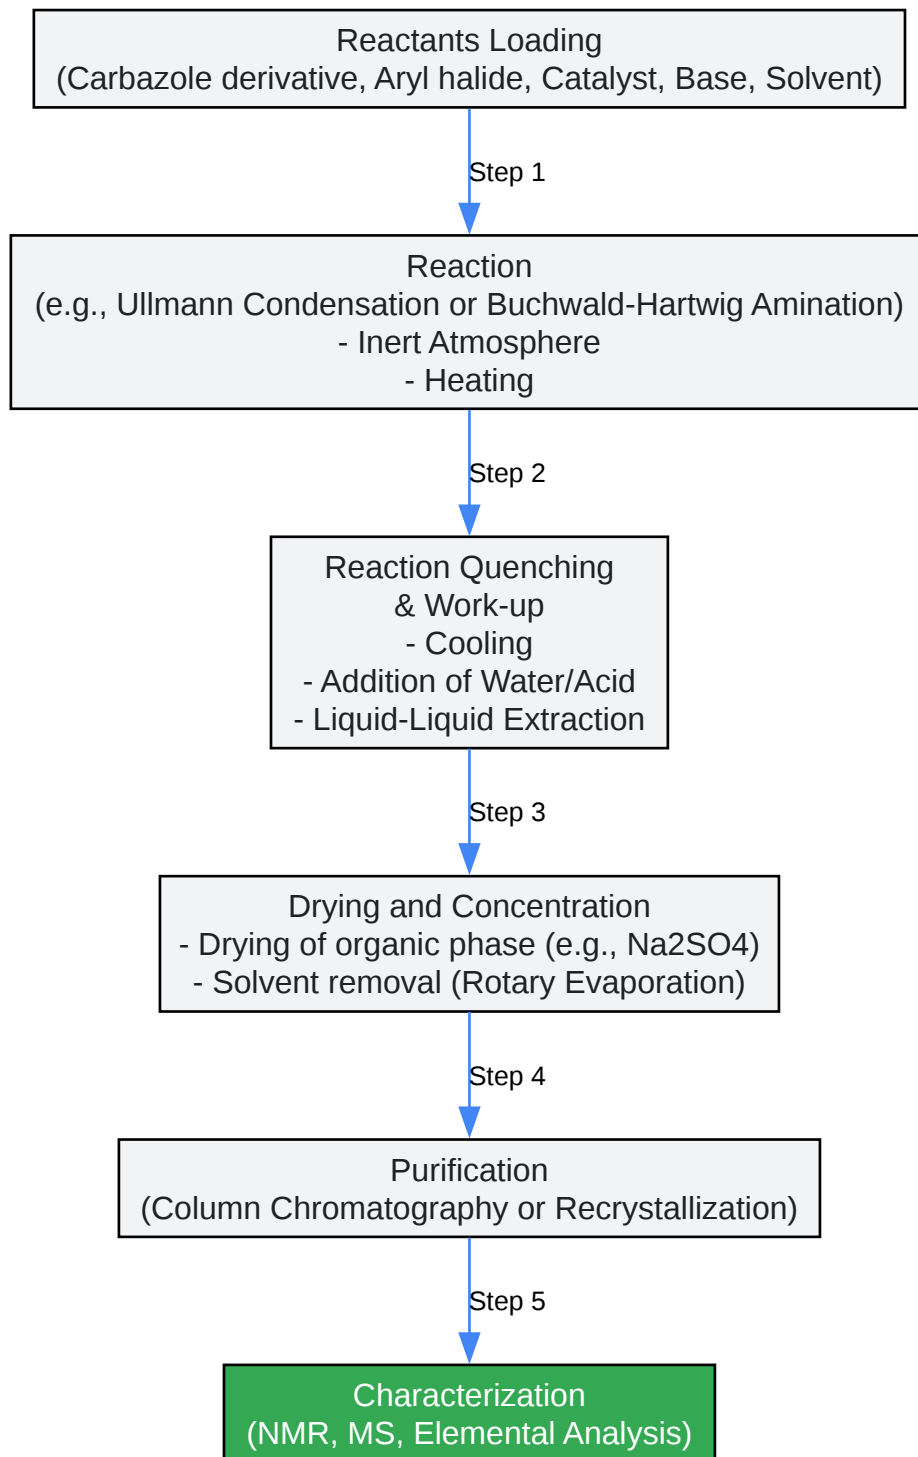 Reactants Loading
(Carbazole derivative, Aryl halide, Catalyst, Base, Solvent)
Step 1
Reaction
(e.g., Ullmann Condensation or Buchwald-Hartwig Amination)
- Inert Atmosphere
- Heating
Step 2
Reaction Quenching
& Work-up
- Cooling
- Addition of Water/Acid
- Liquid-Liquid Extraction
Step 3
Drying and Concentration
- Drying of organic phase (e.g., Na2SO4)
- Solvent removal (Rotary Evaporation)
Step 4
Purification
(Column Chromatography or Recrystallization)
Step 5
Characterization
(NMR, MS, Elemental Analysis)